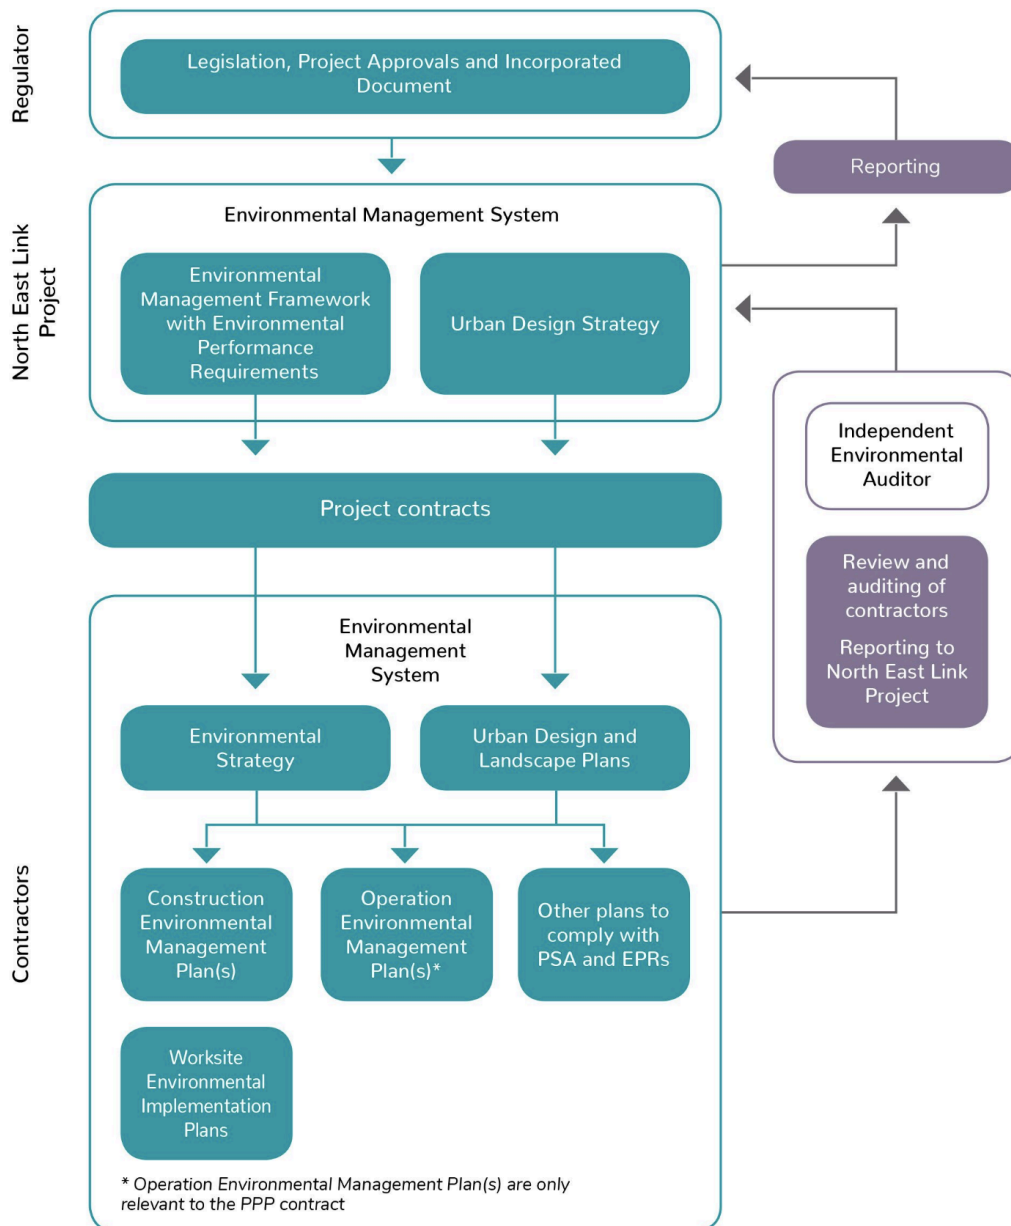 Regulator
Legislation, Project Approvals and Incorporated
Document
Reporting
North East Link
Project
Environmental Management System
Environmental
Management Framework
with Environmental
Performance
Requirements
Urban Design Strategy
Independent
Environmental
Auditor
Review and
auditing of
contractors
Reporting to
North East Link
Project
Project contracts
Contractors
Environmental
Management
System
Environmental
Strategy
Urban Design and
Landscape Plans
Construction
Environmental
Management
Plan(s)
Operation
Environmental
Management
Plan(s)*
Other plans to
comply with
PSA and EPRs
Worksite
Environmental
Implementation
Plans
* Operation Environmental Management Plan(s) are only
relevant to the PPP contract